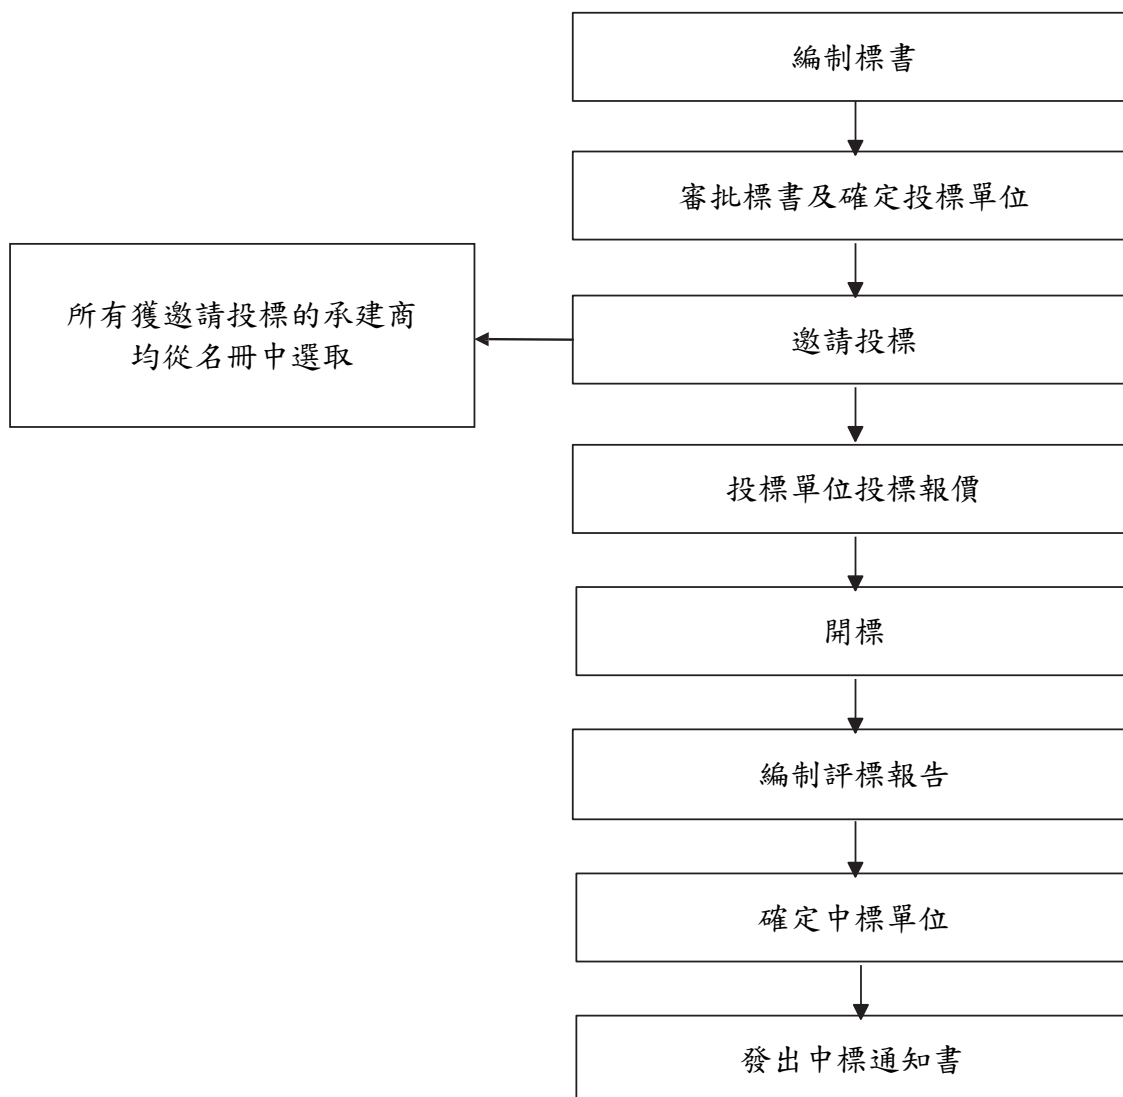 編制標書
審批標書及確定投標單位
所有獲邀請投標的承建商
均從名冊中選取
邀請投標
投標單位投標報價
開標
編制評標報告
確定中標單位
發出中標通知書